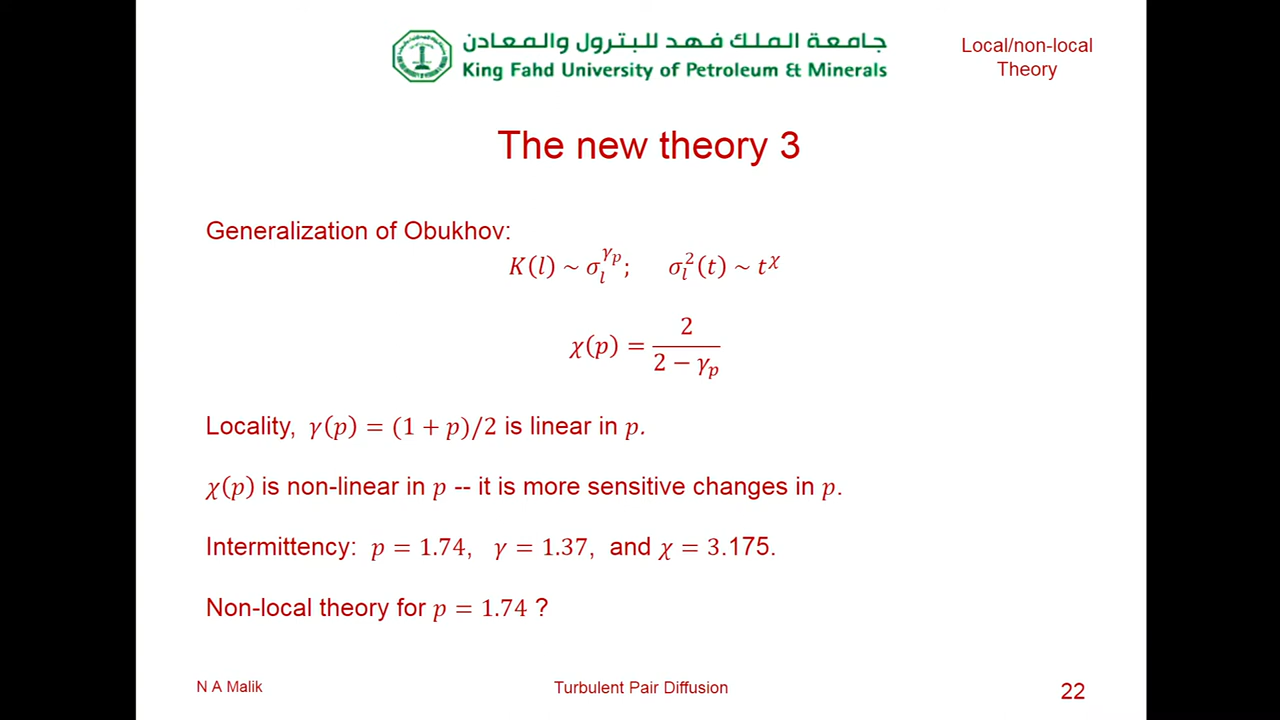 جامعة الملك فهد للبترول والمعادن
King Fahd University of Petroleum & Minerals
Local/non-local
Theory
The new theory 3
Generalization of Obukhov:
K(l) ~ σ_l^{γ_p};  σ_l^2(t) ~ t^χ
χ(p) = 2 / (2 − γ_p)
Locality, γ(p) = (1 + p)/2 is linear in p.
χ(p) is non-linear in p -- it is more sensitive changes in p.
Intermittency: p = 1.74, γ = 1.37, and χ = 3.175.
Non-local theory for p = 1.74 ?
N A Malik
Turbulent Pair Diffusion
22